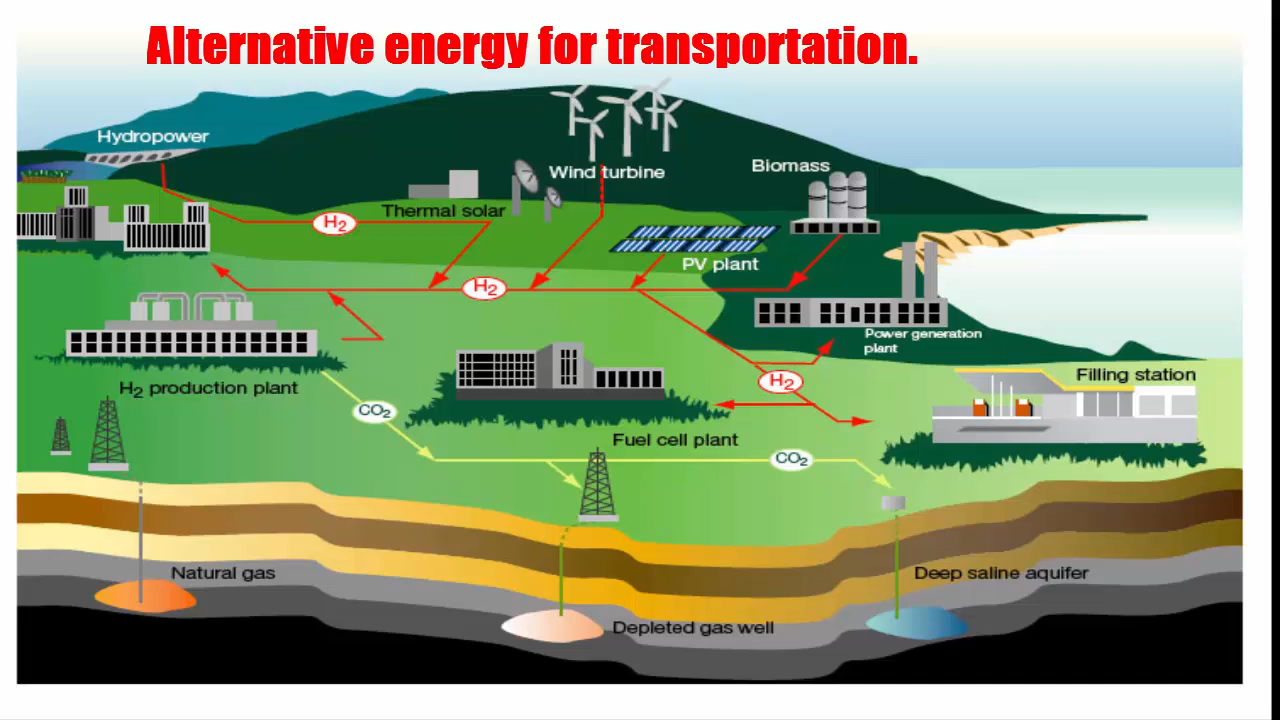 Alternative energy for transportation.
Hydropower
Wind turbine
Biomass
Thermal solar
H2
PV plant
H2
Power generation
plant
H2
Filling station
H2 production plant
CO2
Fuel cell plant
CO2
Natural gas
Deep saline aquifer
Depleted gas well